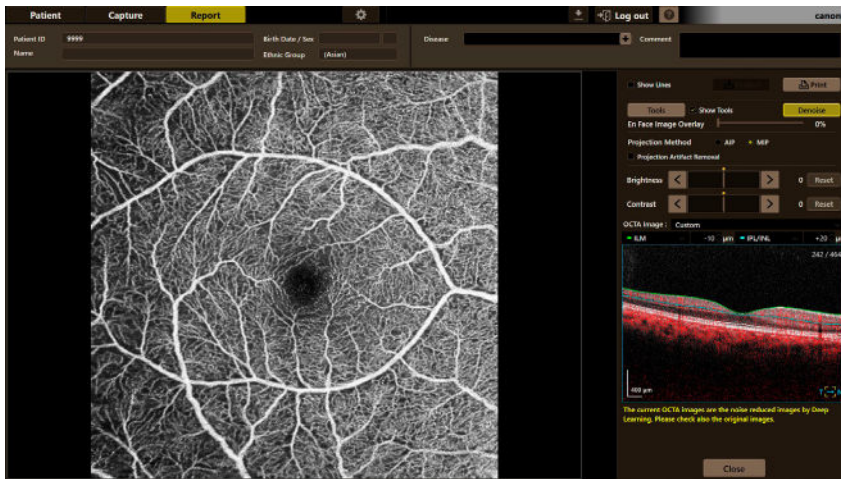 Patient Capture Report Log out ? canon
Patient ID 9999 Birth Date / Sex Disease Comment
Name Ethnic Group (Asian)
Show Lines Print
Tools Show Tools Denoise
En Face Image Overlay 0%
Projection Method AIP MIP
Projection Artifact Removal
Brightness < > 0 Reset
Contrast < > 0 Reset
OCTA Image : Custom
ILM -10 μm IPL/INL +20 μ
242 / 464
400 μm
The current OCTA images are the noise reduced images by Deep
Learning. Please check also the original images.
Close